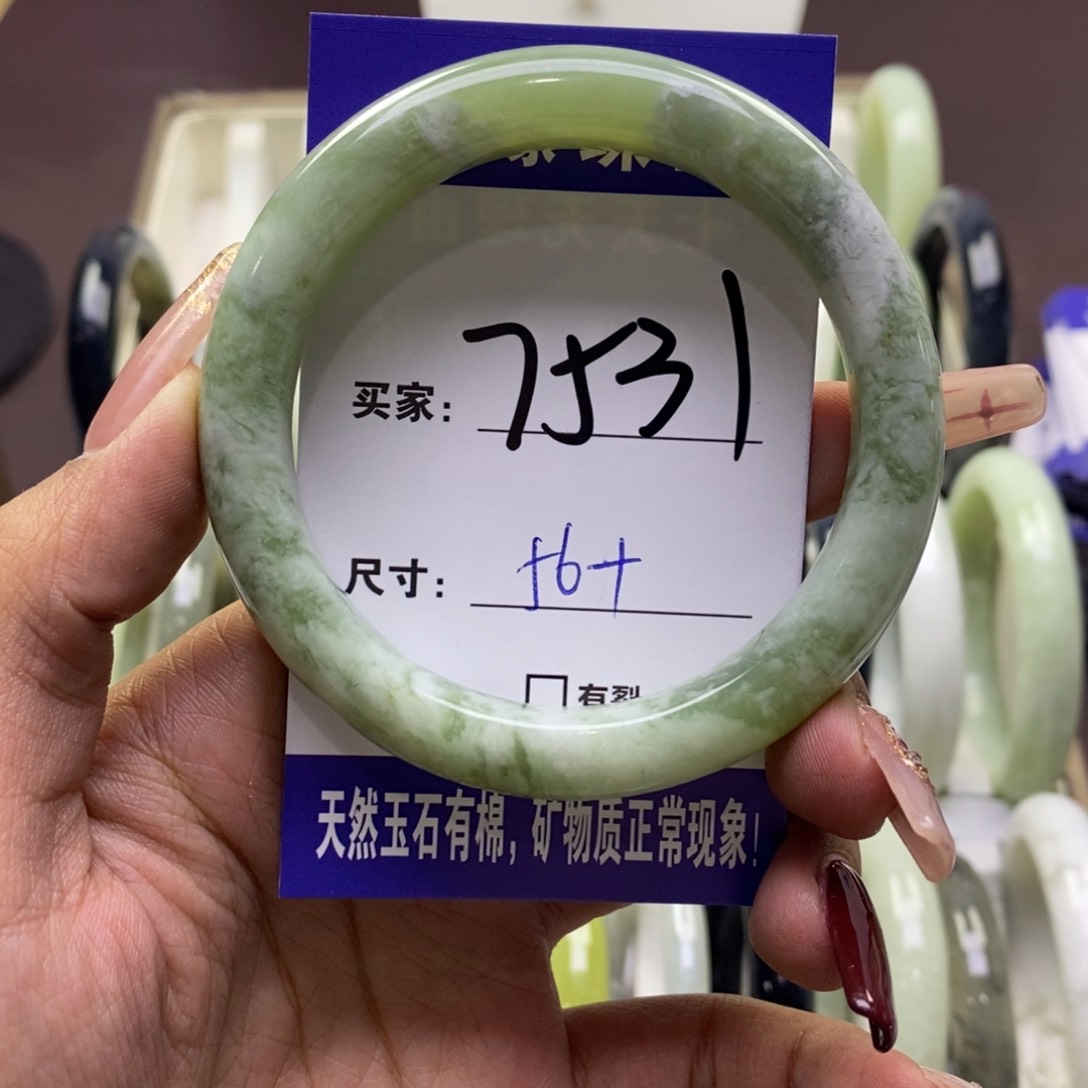 买家: 7531
尺寸: 56+
□ 有裂
天然玉石有棉，矿物质正常现象!